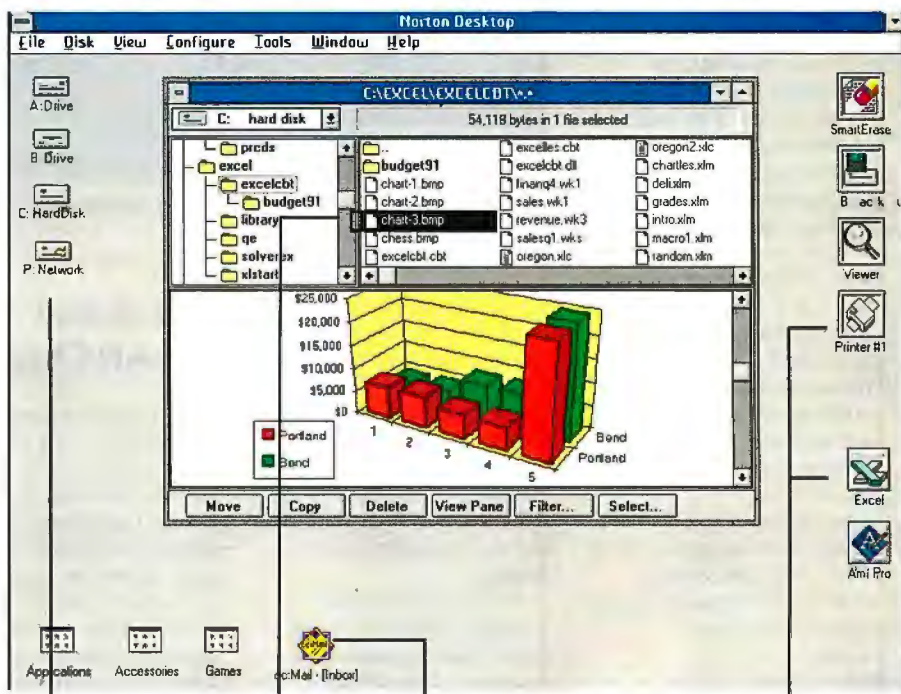 Norton Desktop
File Disk View Configure Tools Window Help
A:Drive
B Drive
C: HardDisk
P: Network
C:\EXCEL\EXCELCBT\*.*
C: hard disk
54,118 bytes in 1 file selected
prcds
excel
excelcbt
budget91
library
qe
solverex
xlstart
..
budget91
chart-1.bmp
chart-2.bmp
chart-3.bmp
chess.bmp
excelcbt.cbt
excelles.cbt
excelcbt.dll
finanq4.wk1
sales.wk1
revenue.wk3
salesq1.wks
oregon.xlc
oregon2.xlc
chartles.xlm
deli.xlm
grades.xlm
intro.xlm
macro1.xlm
random.xlm
$25,000
$20,000
$15,000
$10,000
$5,000
$0
1
2
3
4
5
Bend
Portland
Portland
Bend
Move Copy Delete View Pane Filter... Select...
SmartErase
B ac k u
Viewer
Printer #1
Excel
Ami Pro
Applications
Accessories
Games
cc:Mail - [Inbox]